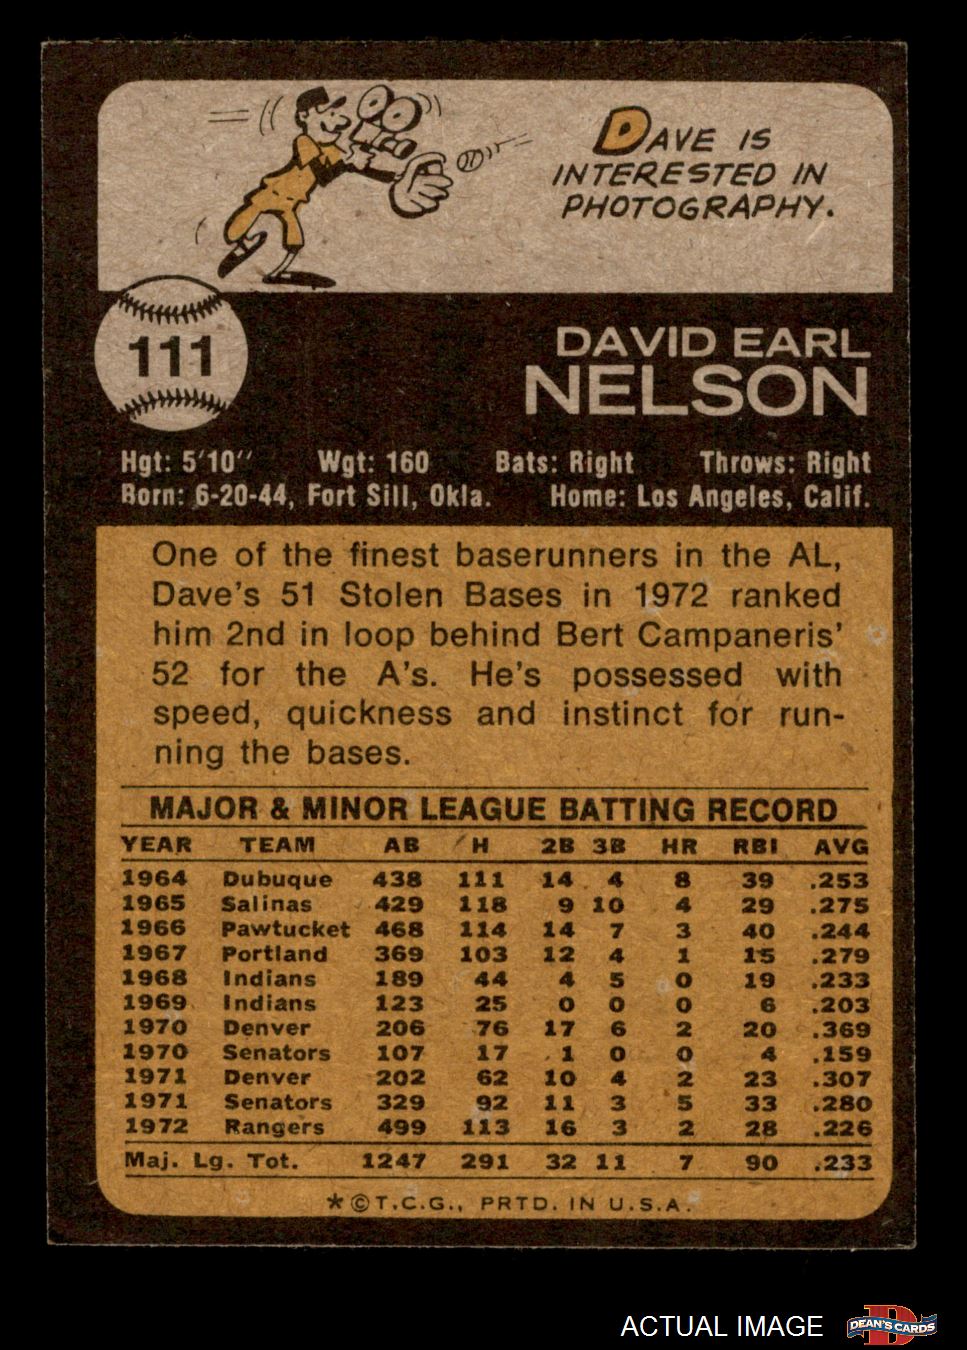 DAVE IS
INTERESTED IN
PHOTOGRAPHY.
111
DAVID EARL
NELSON
Hgt: 5'10" Wgt: 160 Bats: Right Throws: Right
Born: 6-20-44, Fort Sill, Okla. Home: Los Angeles, Calif.
One of the finest baserunners in the AL,
Dave's 51 Stolen Bases in 1972 ranked
him 2nd in loop behind Bert Campaneris'
52 for the A's. He's possessed with
speed, quickness and instinct for run-
ning the bases.
MAJOR & MINOR LEAGUE BATTING RECORD
YEAR TEAM AB H 2B 3B HR RBI AVG
1964 Dubuque 438 111 14 4 8 39 .253
1965 Salinas 429 118 9 10 4 29 .275
1966 Pawtucket 468 114 14 7 3 40 .244
1967 Portland 369 103 12 4 1 15 .279
1968 Indians 189 44 4 5 0 19 .233
1969 Indians 123 25 0 0 0 6 .203
1970 Denver 206 76 17 6 2 20 .369
1970 Senators 107 17 1 0 0 4 .159
1971 Denver 202 62 10 4 2 23 .307
1971 Senators 329 92 11 3 5 33 .280
1972 Rangers 499 113 16 3 2 28 .226
Maj. Lg. Tot. 1247 291 32 11 7 90 .233
*©T.C.G., PRTD. IN U.S.A.
ACTUAL IMAGE
D
DEAN'S CARDS